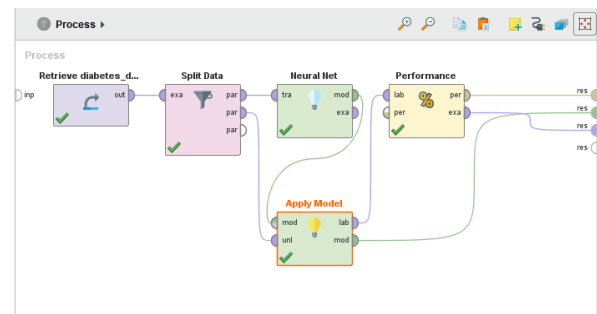 Process
Process
Retrieve diabetes_d...
Split Data
Neural Net
Performance
inp
out
exa
par
tra
mod
lab
per
res
par
exa
per
exa
res
par
res
res
Apply Model
mod
lab
unl
mod